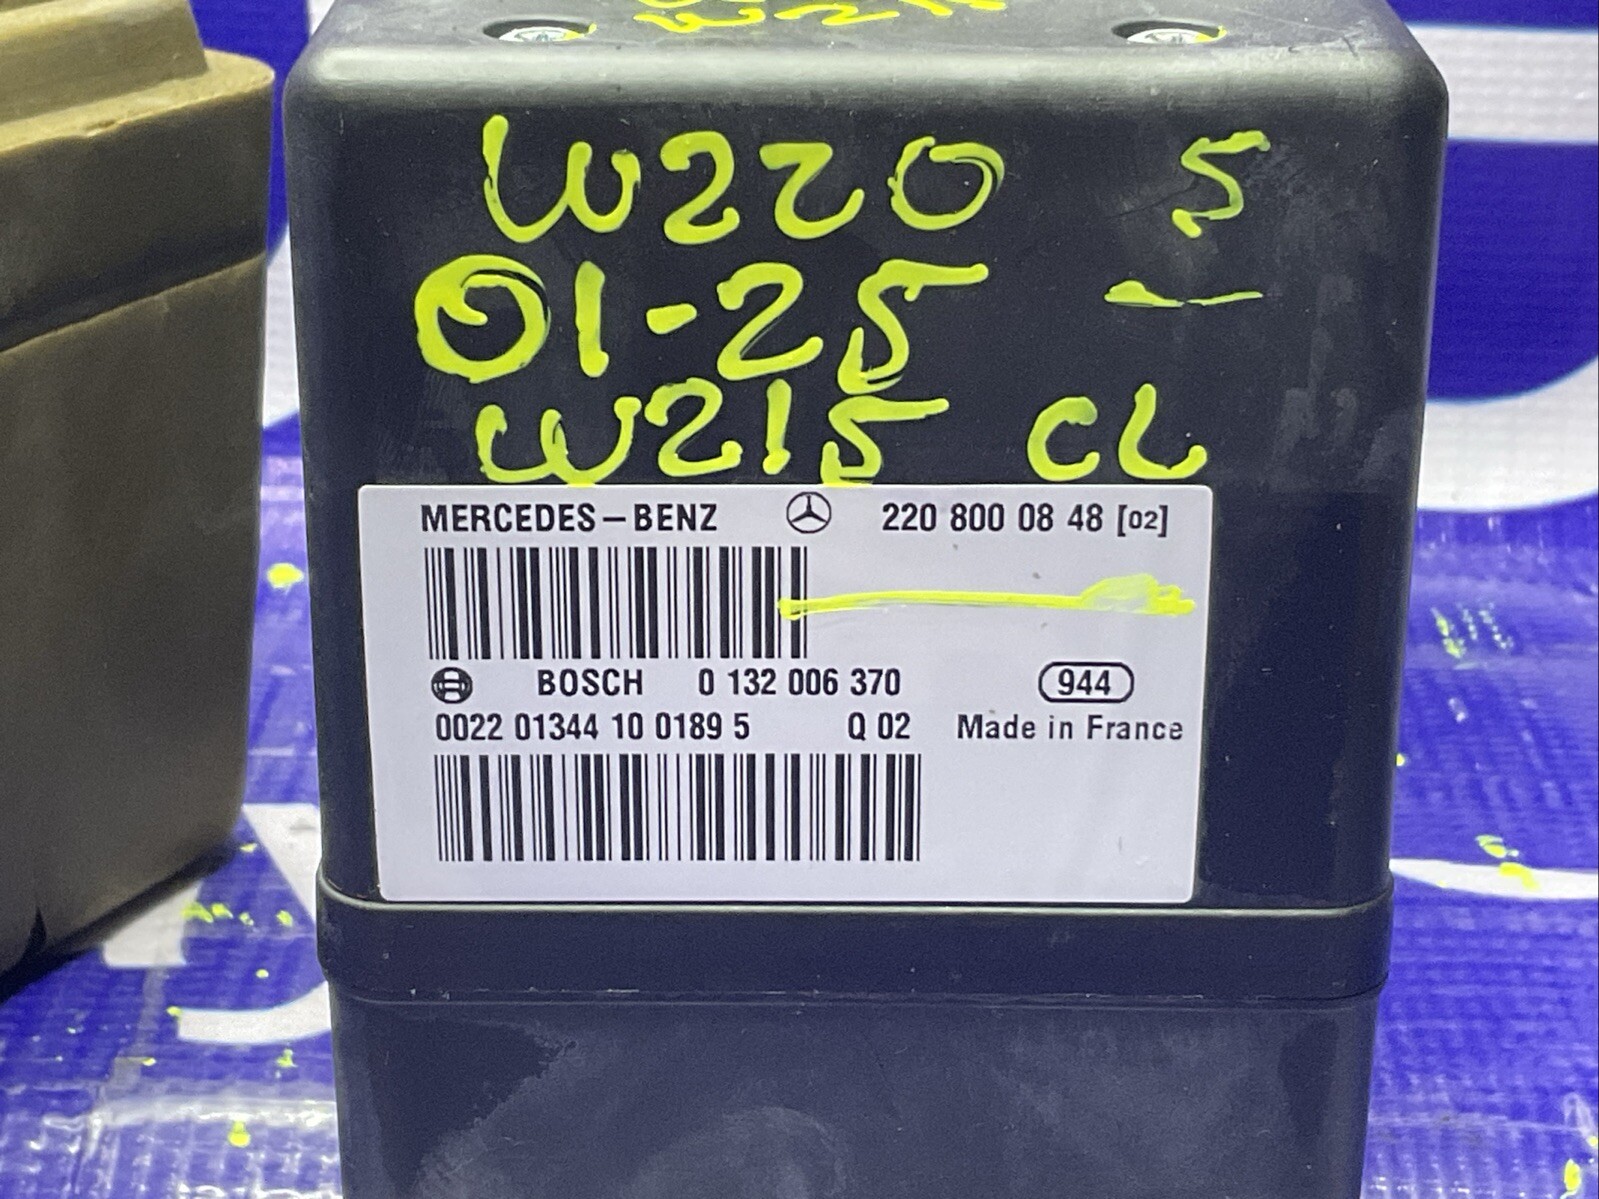 W220 S
01-25
W215 CL
MERCEDES-BENZ 220 800 08 48 [02]
BOSCH 0 132 006 370 944
0022 01344 10 0189 5 Q 02 Made in France